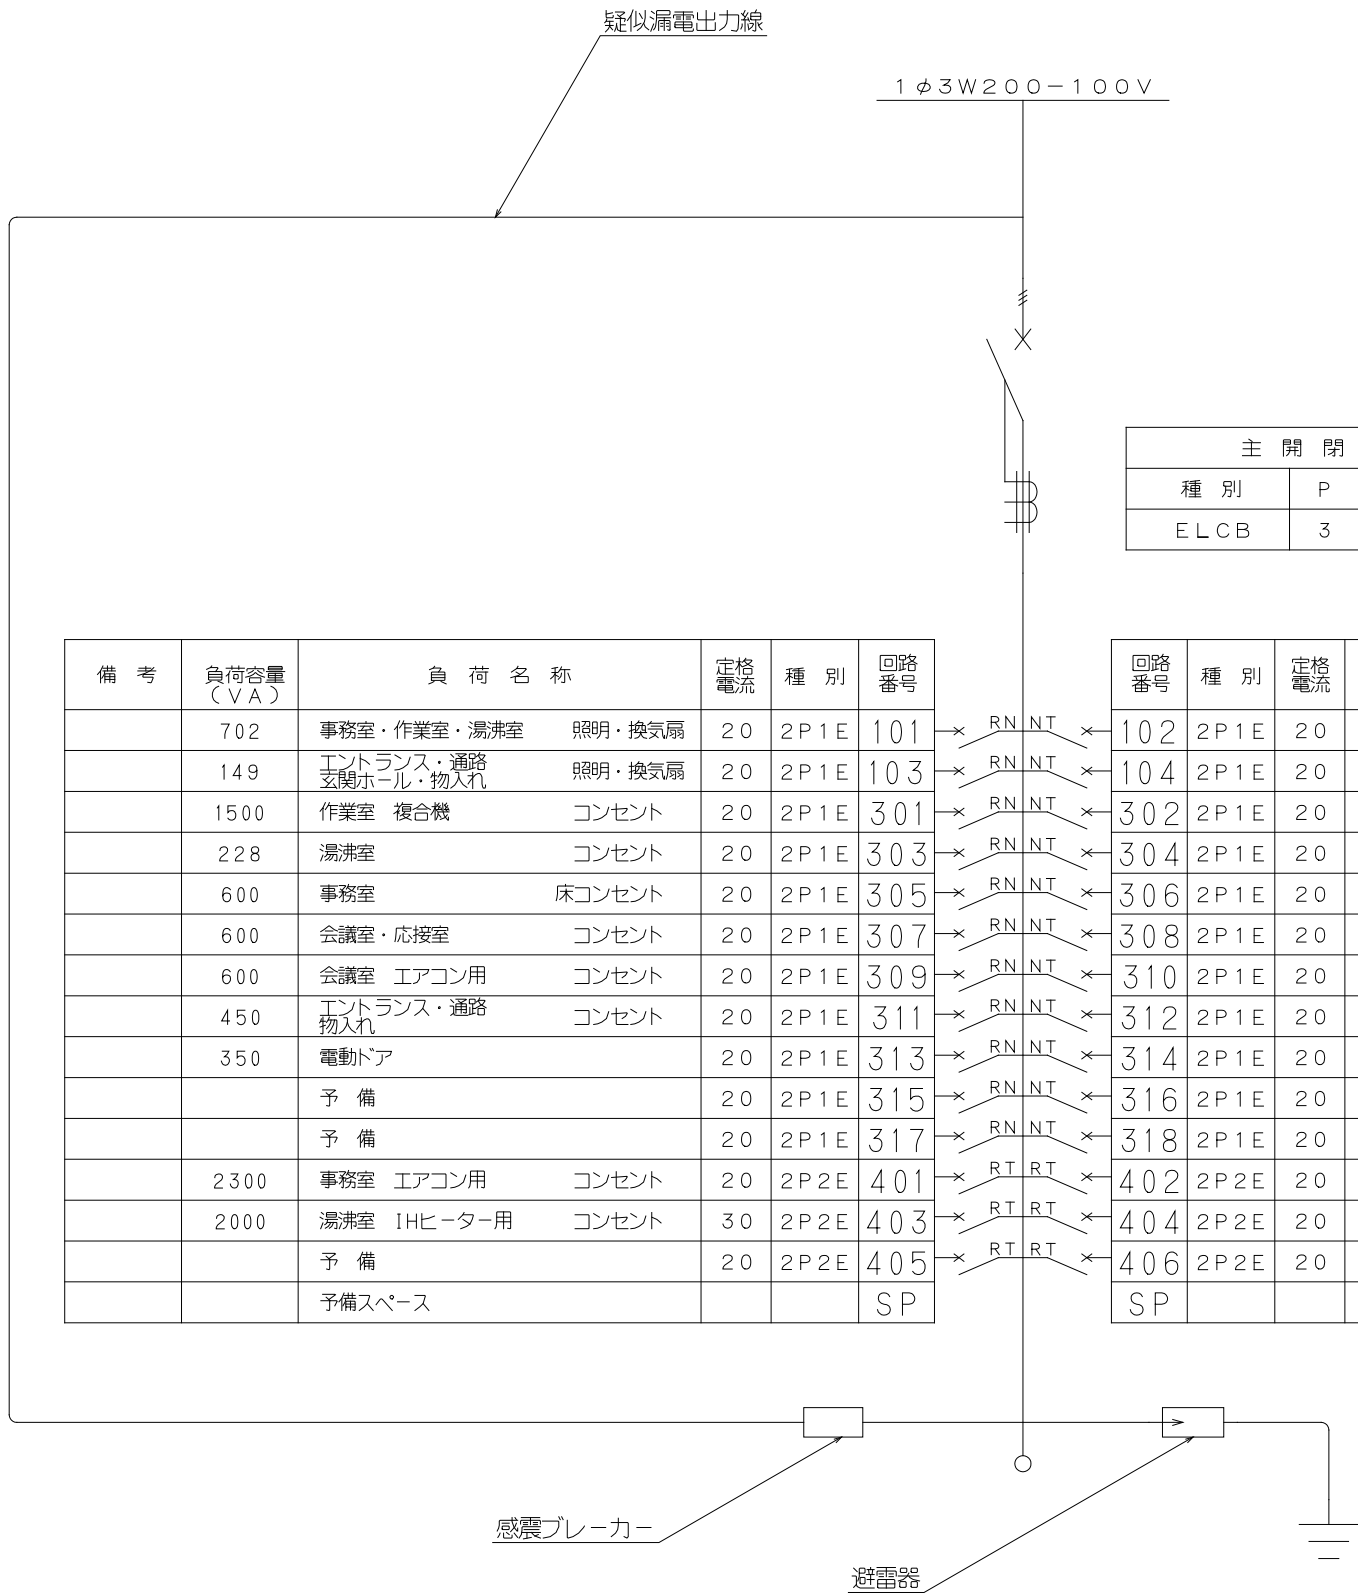 疑似漏電出力線
1φ3W200-100V
主 開 閉
種 別 P
ELCB 3
備 考 負荷容量(VA) 負 荷 名 称 定格電流 種 別 回路番号 回路番号 種 別 定格電流
702 事務室・作業室・湯沸室 照明・換気扇 20 2P1E 101 RN NT 102 2P1E 20
149 エントランス・通路 玄関ホール・物入れ 照明・換気扇 20 2P1E 103 RN NT 104 2P1E 20
1500 作業室 複合機 コンセント 20 2P1E 301 RN NT 302 2P1E 20
228 湯沸室 コンセント 20 2P1E 303 RN NT 304 2P1E 20
600 事務室 床コンセント 20 2P1E 305 RN NT 306 2P1E 20
600 会議室・応接室 コンセント 20 2P1E 307 RN NT 308 2P1E 20
600 会議室 エアコン用 コンセント 20 2P1E 309 RN NT 310 2P1E 20
450 エントランス・通路 物入れ コンセント 20 2P1E 311 RN NT 312 2P1E 20
350 電動ドア 20 2P1E 313 RN NT 314 2P1E 20
予 備 20 2P1E 315 RN NT 316 2P1E 20
予 備 20 2P1E 317 RN NT 318 2P1E 20
2300 事務室 エアコン用 コンセント 20 2P2E 401 RT RT 402 2P2E 20
2000 湯沸室 IHヒーター用 コンセント 30 2P2E 403 RT RT 404 2P2E 20
予 備 20 2P2E 405 RT RT 406 2P2E 20
予備スペース SP SP
感震ブレーカー
避雷器